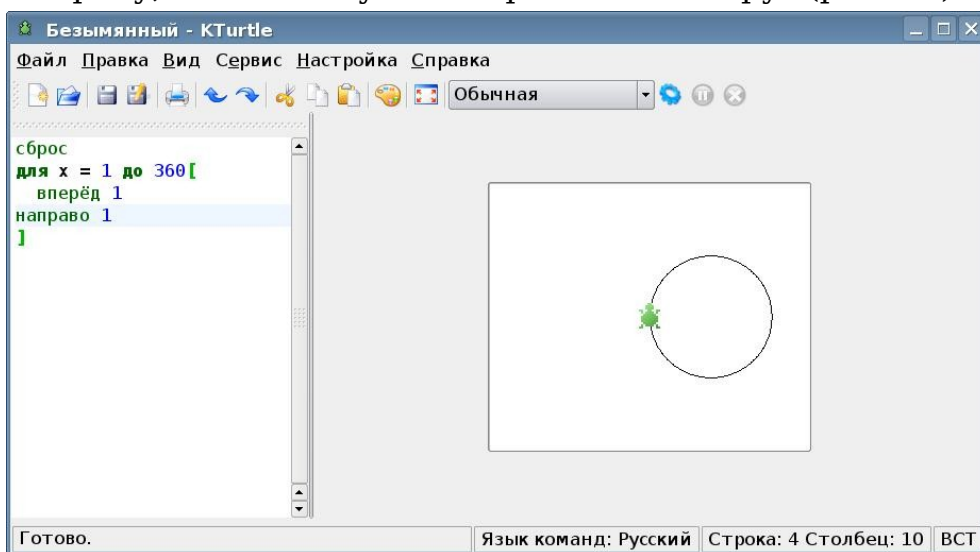 Безымянный - KTurtle
Файл Правка Вид Сервис Настройка Справка
Обычная
сброс
для x = 1 до 360[
вперёд 1
направо 1
]
Готово.
Язык команд: Русский
Строка: 4 Столбец: 10
ВСТ